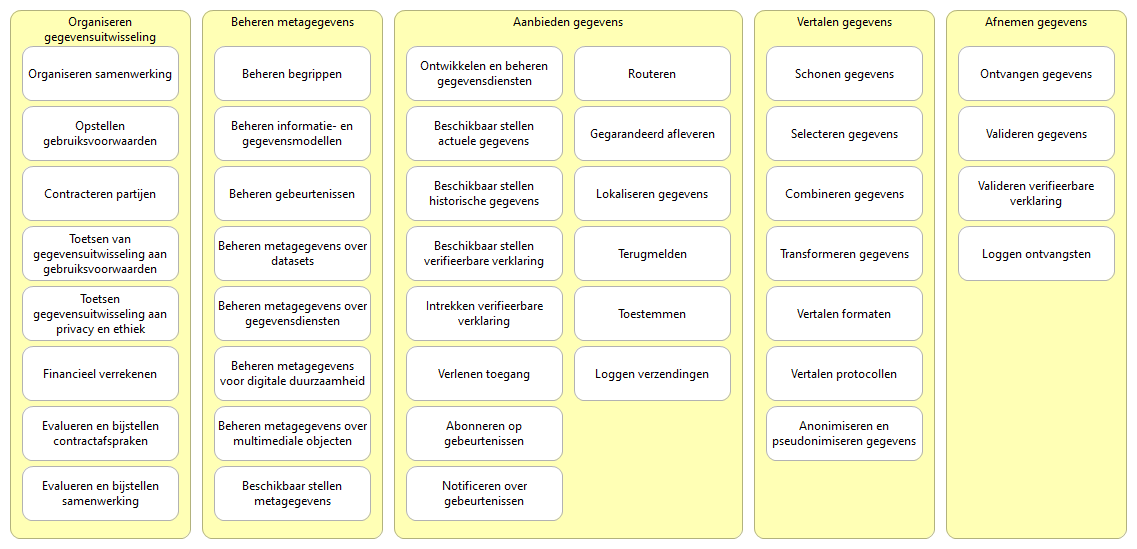 Organiseren
gegevensuitwisseling
Organiseren samenwerking
Opstellen
gebruiksvoorwaarden
Contracteren partijen
Toetsen van
gegevensuitwisseling aan
gebruiksvoorwaarden
Toetsen
gegevensuitwisseling aan
privacy en ethiek
Financieel verrekenen
Evalueren en bijstellen
contractafspraken
Evalueren en bijstellen
samenwerking
Beheren metagegevens
Beheren begrippen
Beheren informatie- en
gegevensmodellen
Beheren gebeurtenissen
Beheren metagegevens over
datasets
Beheren metagegevens over
gegevensdiensten
Beheren metagegevens
voor digitale duurzaamheid
Beheren metagegevens over
multimediale objecten
Beschikbaar stellen
metagegevens
Aanbieden gegevens
Ontwikkelen en beheren
gegevensdiensten
Beschikbaar stellen
actuele gegevens
Beschikbaar stellen
historische gegevens
Beschikbaar stellen
verifieerbare verklaring
Intrekken verifieerbare
verklaring
Verlenen toegang
Abonneren op
gebeurtenissen
Notificeren over
gebeurtenissen
Routeren
Gegarandeerd afleveren
Lokaliseren gegevens
Terugmelden
Toestemmen
Loggen verzendingen
Vertalen gegevens
Schonen gegevens
Selecteren gegevens
Combineren gegevens
Transformeren gegevens
Vertalen formaten
Vertalen protocollen
Anonimiseren en
pseudonimiseren gegevens
Afnemen gegevens
Ontvangen gegevens
Valideren gegevens
Valideren verifieerbare
verklaring
Loggen ontvangsten